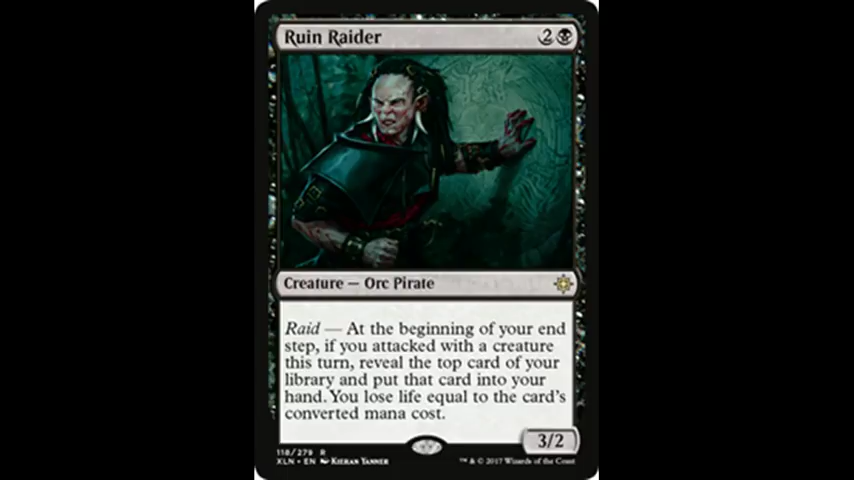 Ruin Raider 2
Creature — Orc Pirate
Raid — At the beginning of your end
step, if you attacked with a creature
this turn, reveal the top card of your
library and put that card into your
hand. You lose life equal to the card's
converted mana cost.
3/2
118/279 R
XLN • EN Kieran Yanner
™ & © 2017 Wizards of the Coast